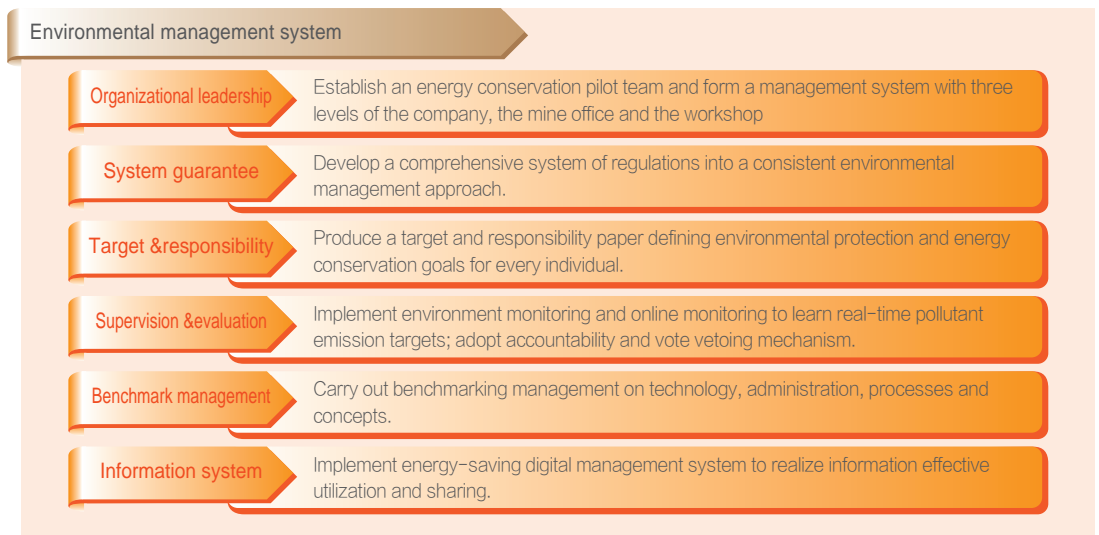 Environmental management system
Organizational leadership
Establish an energy conservation pilot team and form a management system with three
levels of the company, the mine office and the workshop
System guarantee
Develop a comprehensive system of regulations into a consistent environmental
management approach.
Target &responsibility
Produce a target and responsibility paper defining environmental protection and energy
conservation goals for every individual.
Supervision &evaluation
Implement environment monitoring and online monitoring to learn real-time pollutant
emission targets; adopt accountability and vote vetoing mechanism.
Benchmark management
Carry out benchmarking management on technology, administration, processes and
concepts.
Information system
Implement energy-saving digital management system to realize information effective
utilization and sharing.